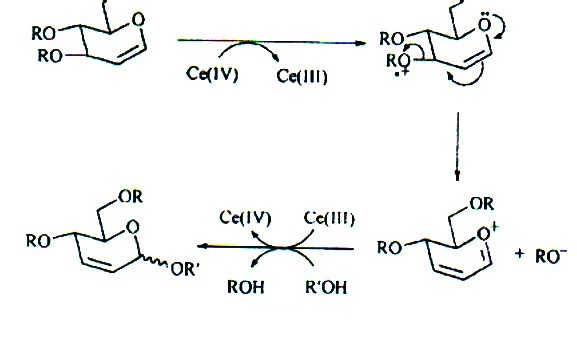 O
RO
RO
Ce(IV) Ce(III)
Ö
RO
RO
•+
OR
RO
O
OR'
Ce(IV) Ce(III)
ROH R'OH
OR
RO
O+
+ RO−